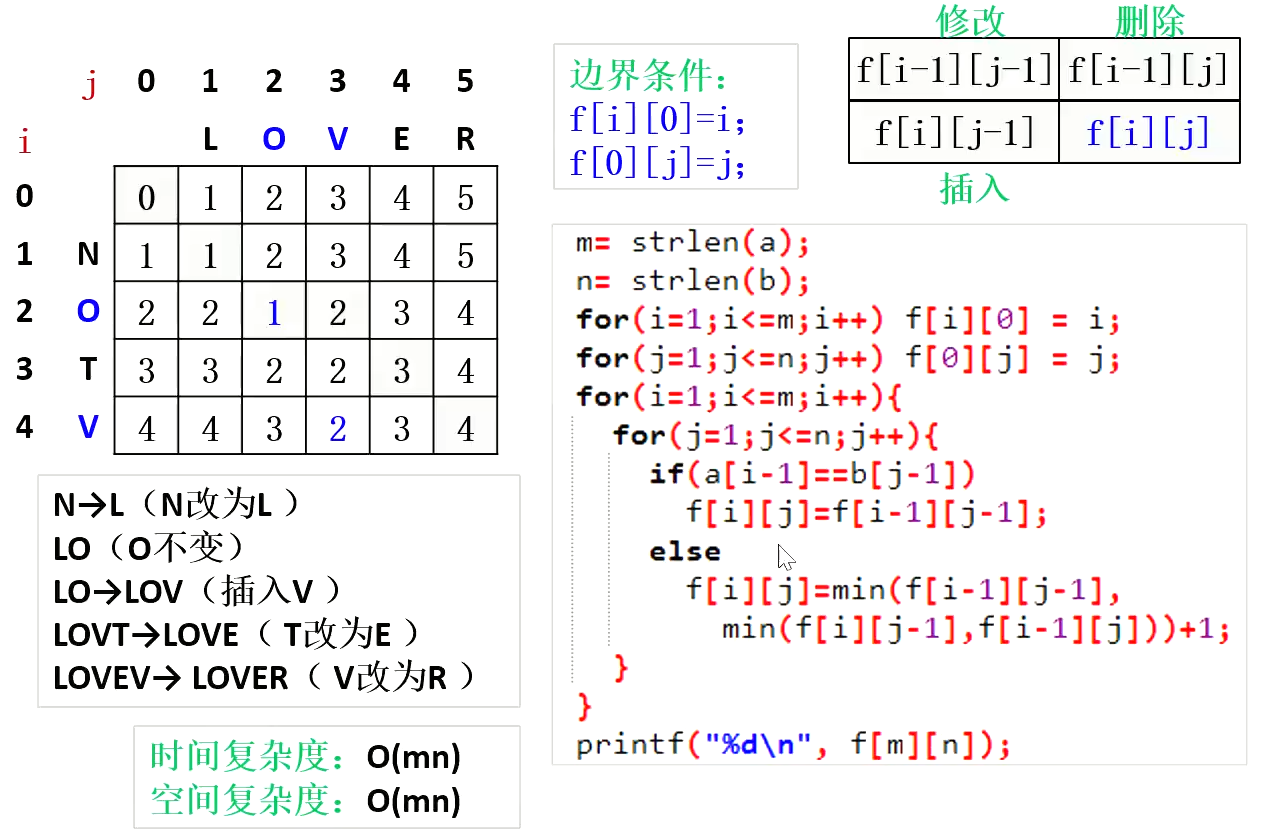 j 0 1 2 3 4 5
i L O V E R
0 0 1 2 3 4 5
1 N 1 1 2 3 4 5
2 O 2 2 1 2 3 4
3 T 3 3 2 2 3 4
4 V 4 4 3 2 3 4
边界条件：
f[i][0]=i;
f[0][j]=j;
修改 删除
f[i-1][j-1] f[i-1][j]
f[i][j-1] f[i][j]
插入
N→L（N改为L ）
LO（O不变）
LO→LOV（插入V ）
LOVT→LOVE（ T改为E ）
LOVEV→ LOVER（ V改为R ）
时间复杂度：O(mn)
空间复杂度：O(mn)
m= strlen(a);
n= strlen(b);
for(i=1;i<=m;i++) f[i][0] = i;
for(j=1;j<=n;j++) f[0][j] = j;
for(i=1;i<=m;i++){
for(j=1;j<=n;j++){
if(a[i-1]==b[j-1])
f[i][j]=f[i-1][j-1];
else
f[i][j]=min(f[i-1][j-1],
min(f[i][j-1],f[i-1][j]))+1;
}
}
printf("%d\n", f[m][n]);